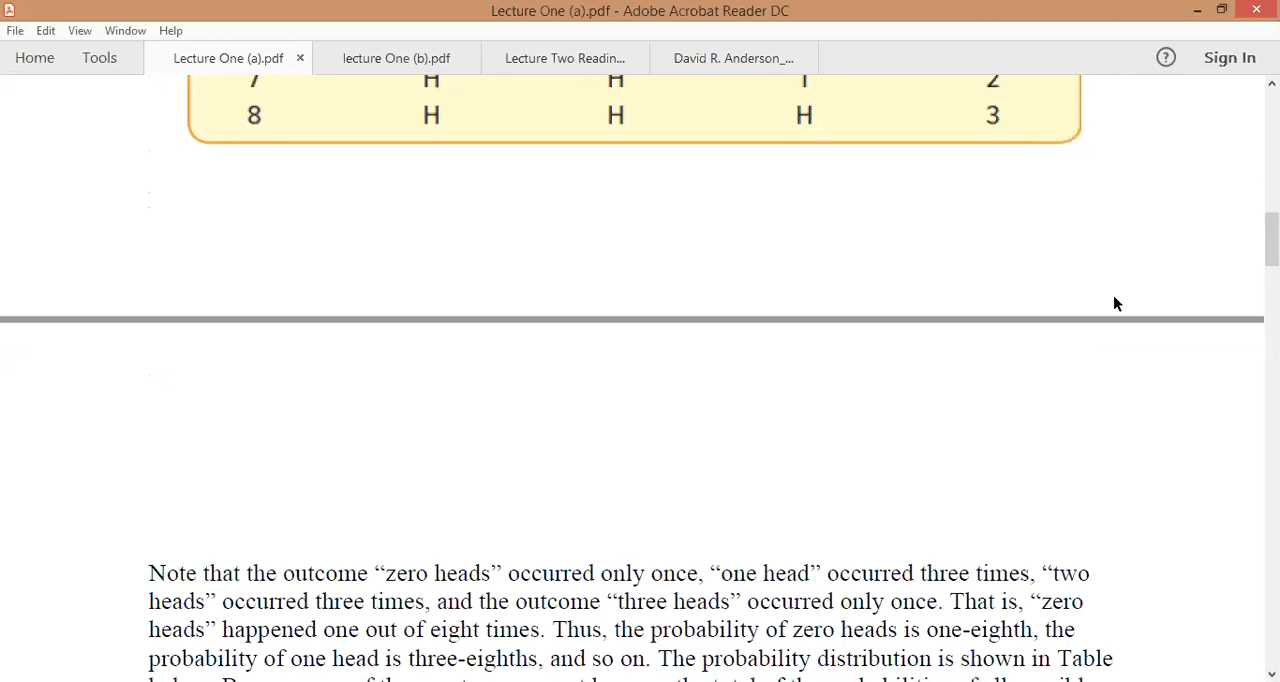 Lecture One (a).pdf - Adobe Acrobat Reader DC
File Edit View Window Help
Home Tools Lecture One (a).pdf × lecture One (b).pdf Lecture Two Readin... David R. Anderson_... ? Sign In
7 H H T 2
8 H H H 3
Note that the outcome “zero heads” occurred only once, “one head” occurred three times, “two
heads” occurred three times, and the outcome “three heads” occurred only once. That is, “zero
heads” happened one out of eight times. Thus, the probability of zero heads is one-eighth, the
probability of one head is three-eighths, and so on. The probability distribution is shown in Table